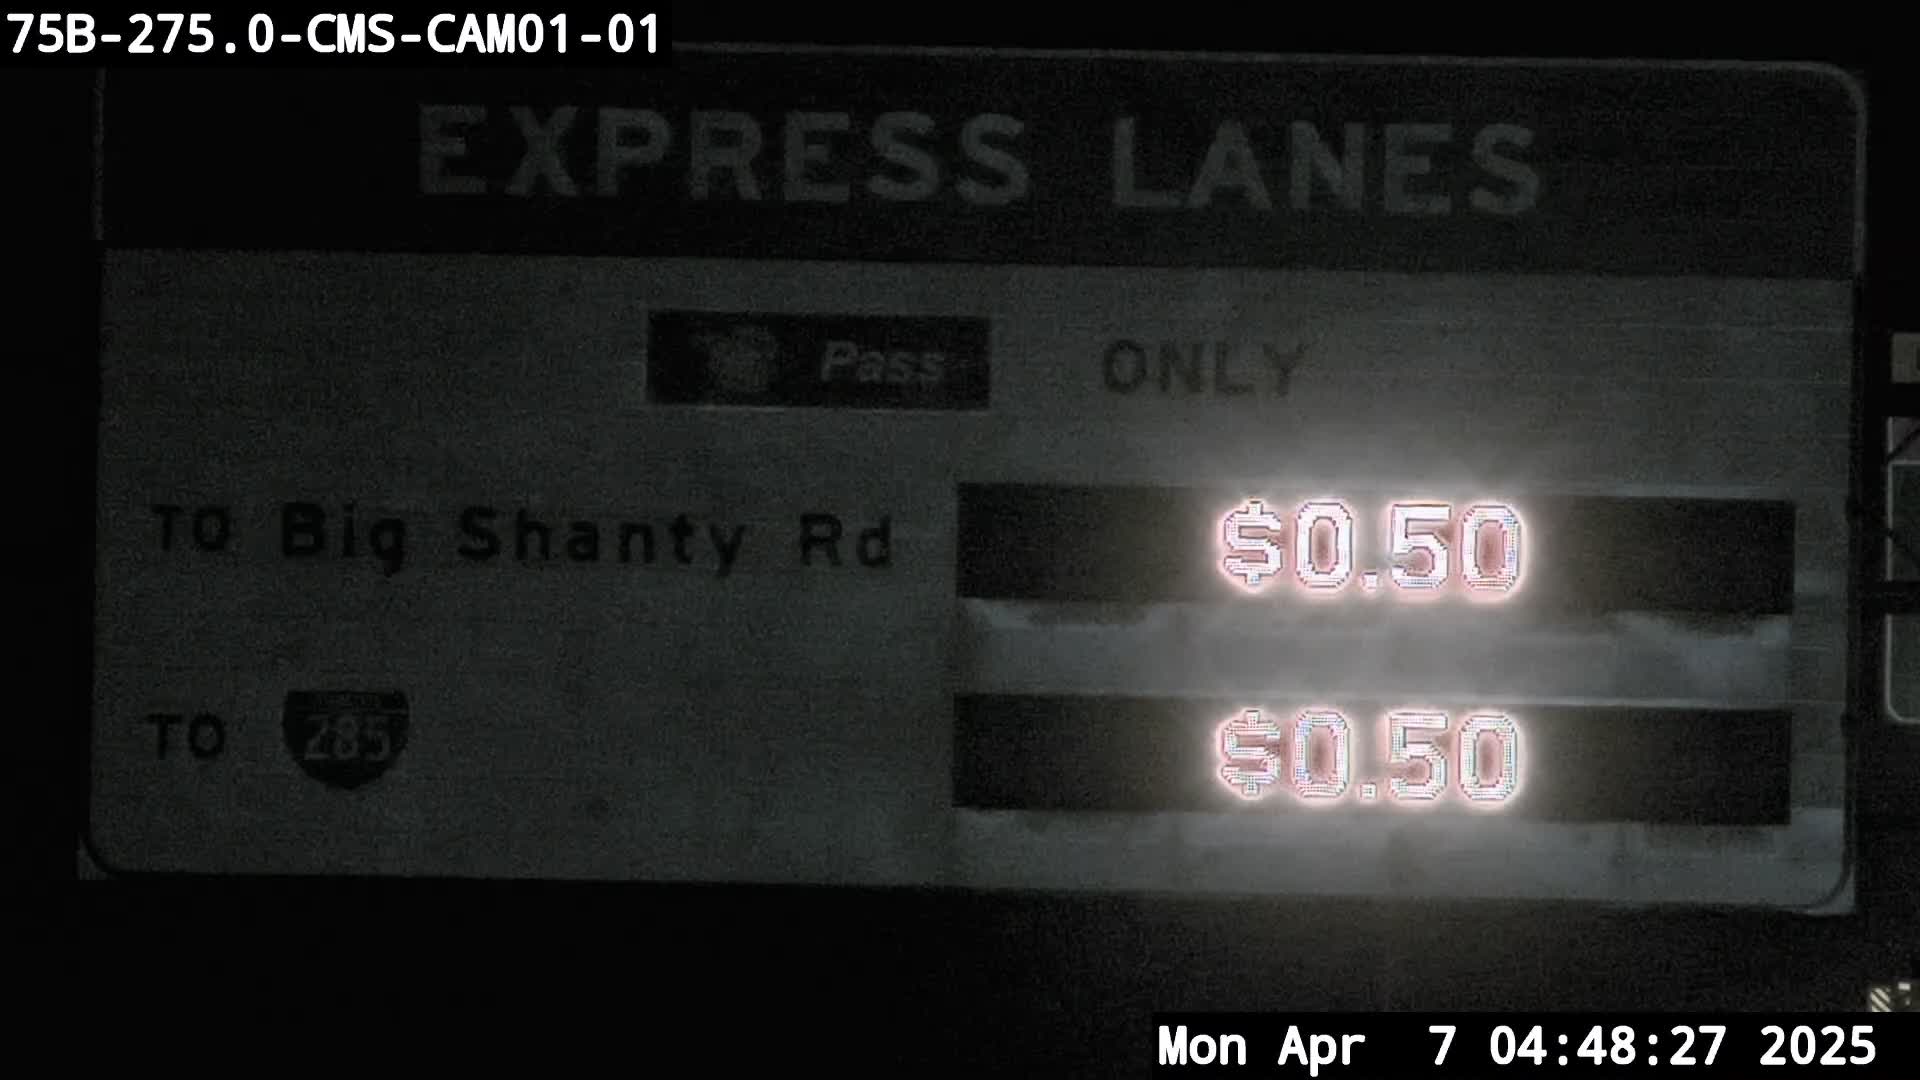 75B-275.0-CMS-CAM01-01
EXPRESS LANES
Pass ONLY
TO Big Shanty Rd $0.50
TO 285 $0.50
Mon Apr 7 04:48:27 2025